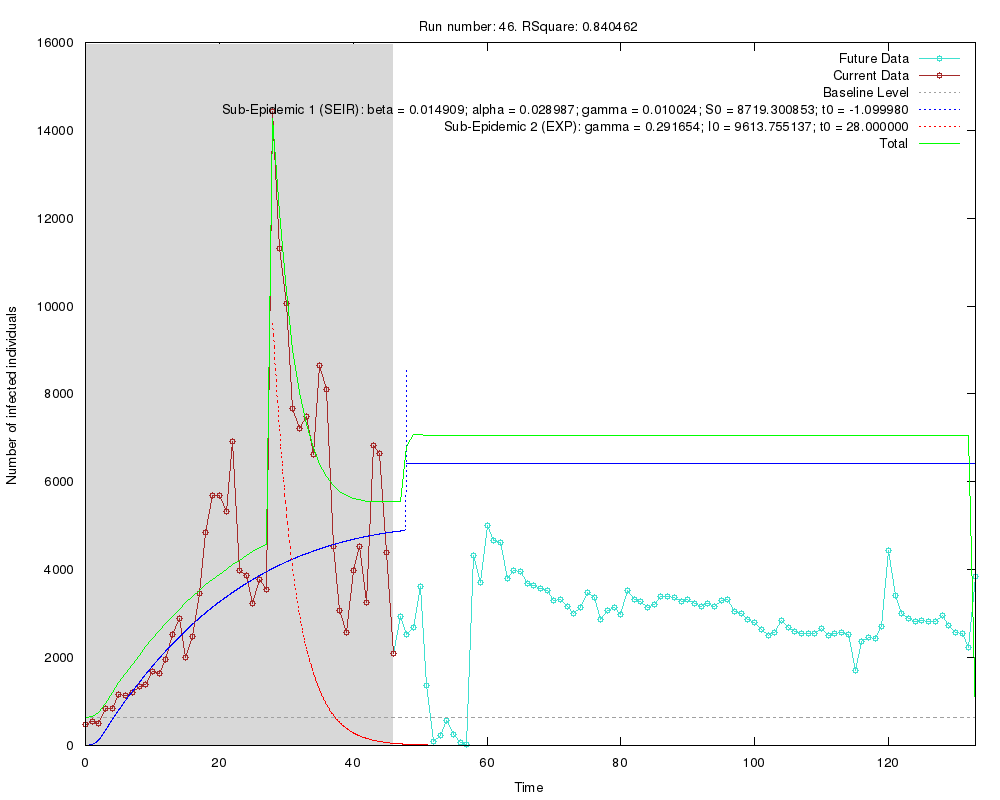 Run number: 46. RSquare: 0.840462
Number of infected individuals
16000
14000
12000
10000
8000
6000
4000
2000
0
Future Data
Current Data
Baseline Level
Sub-Epidemic 1 (SEIR): beta = 0.014909; alpha = 0.028987; gamma = 0.010024; S0 = 8719.300853; t0 = -1.099980
Sub-Epidemic 2 (EXP): gamma = 0.291654; I0 = 9613.755137; t0 = 28.000000
Total
0 20 40 60 80 100 120
Time